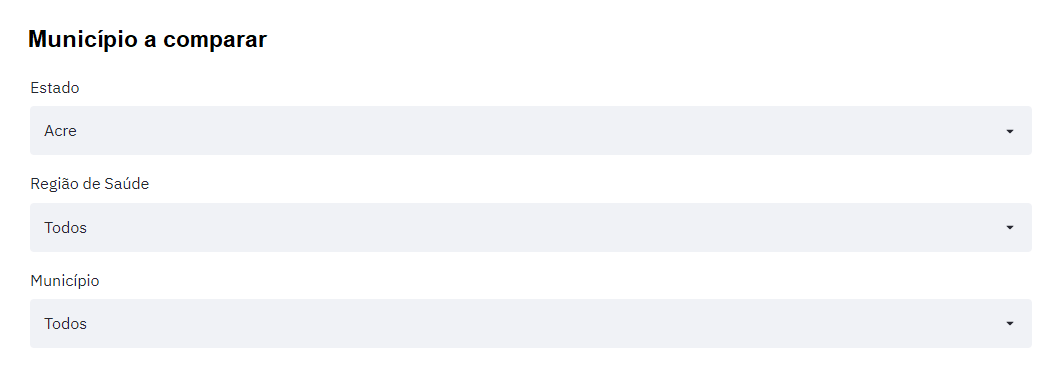 Município a comparar
Estado
Acre
Região de Saúde
Todos
Município
Todos